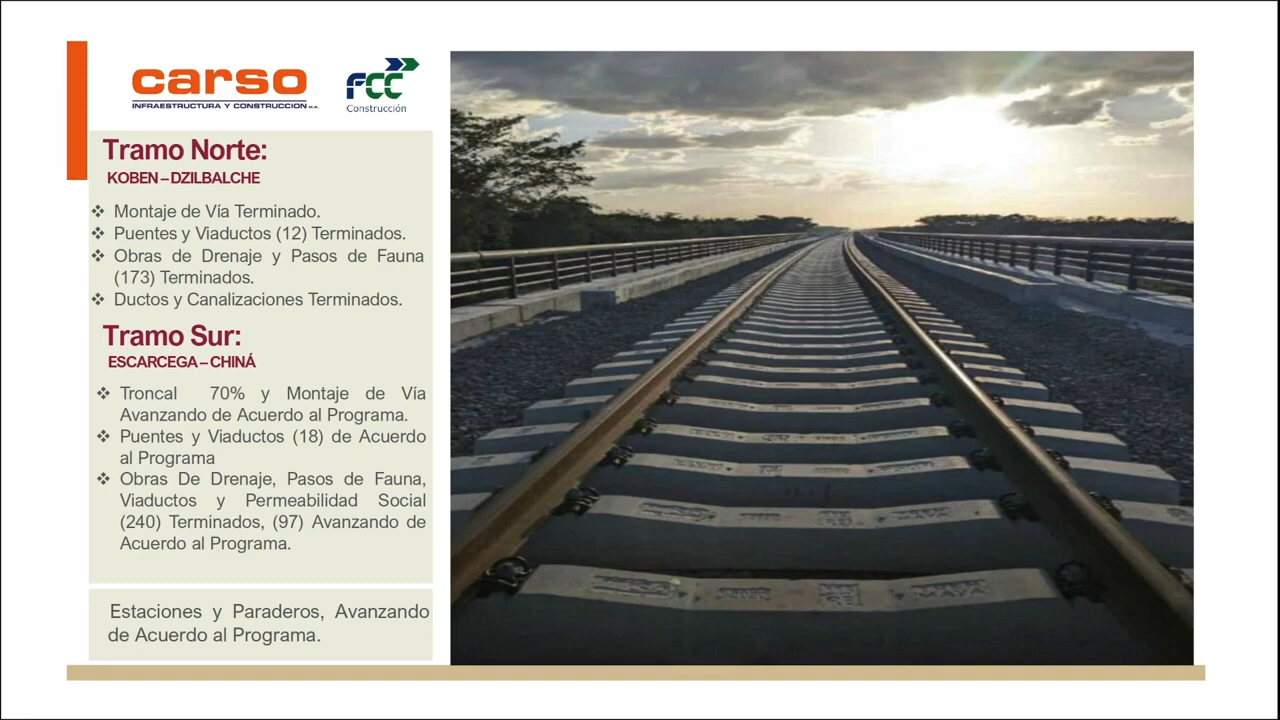 carso
INFRAESTRUCTURA Y CONSTRUCCION
FCC
Construcción
Tramo Norte:
KOBEN – DZILBALCHE
❖ Montaje de Vía Terminado.
❖ Puentes y Viaductos (12) Terminados.
❖ Obras de Drenaje y Pasos de Fauna
(173) Terminados.
❖ Ductos y Canalizaciones Terminados.
Tramo Sur:
ESCARCEGA – CHINÁ
❖ Troncal 70% y Montaje de Vía
Avanzando de Acuerdo al Programa.
❖ Puentes y Viaductos (18) de Acuerdo
al Programa
❖ Obras De Drenaje, Pasos de Fauna,
Viaductos y Permeabilidad Social
(240) Terminados, (97) Avanzando de
Acuerdo al Programa.
Estaciones y Paraderos, Avanzando
de Acuerdo al Programa.
MAYA